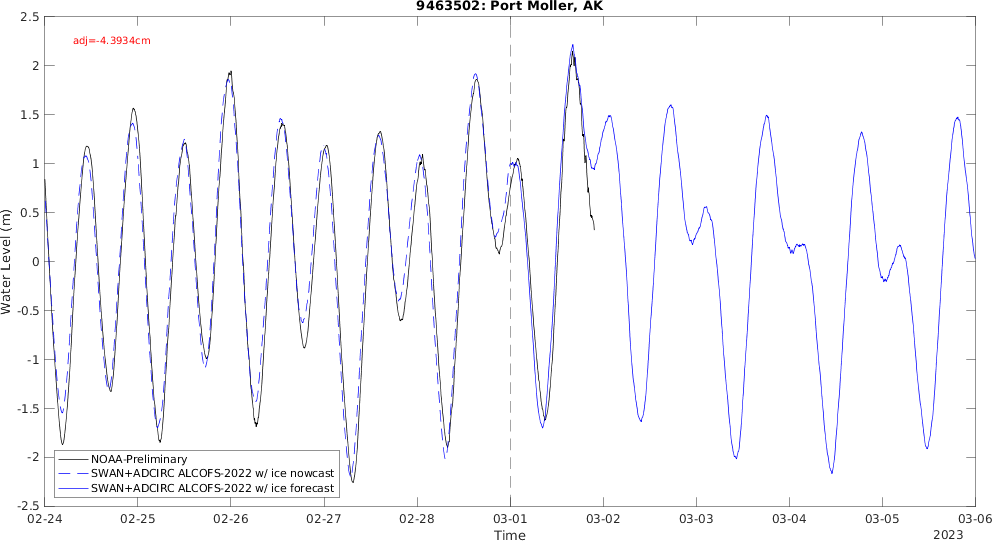 9463502: Port Moller, AK
adj=-4.3934cm
Water Level (m)
2.5
2
1.5
1
0.5
0
-0.5
-1
-1.5
-2
-2.5
NOAA-Preliminary
SWAN+ADCIRC ALCOFS-2022 w/ ice nowcast
SWAN+ADCIRC ALCOFS-2022 w/ ice forecast
02-24 02-25 02-26 02-27 02-28 03-01 03-02 03-03 03-04 03-05 03-06
Time
2023